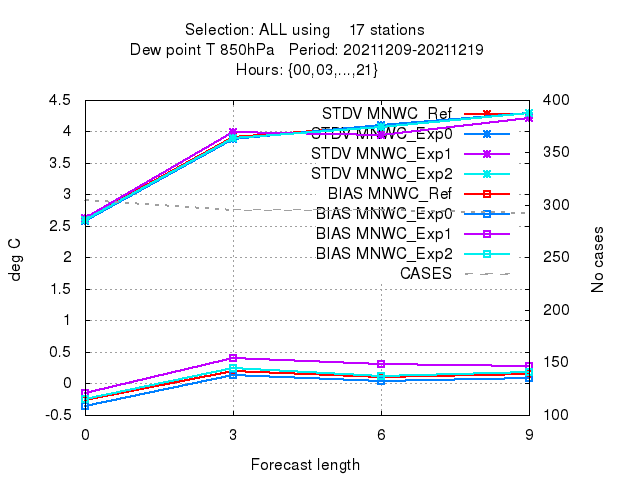 Selection: ALL using    17 stations
Dew point T 850hPa   Period: 20211209-20211219
Hours: {00,03,...,21}
4.5
4
3.5
3
2.5
2
1.5
1
0.5
0
-0.5
deg C
400
350
300
250
200
150
100
No cases
STDV MNWC_Ref
STDV MNWC_Exp0
STDV MNWC_Exp1
STDV MNWC_Exp2
BIAS MNWC_Ref
BIAS MNWC_Exp0
BIAS MNWC_Exp1
BIAS MNWC_Exp2
CASES
0 3 6 9
Forecast length